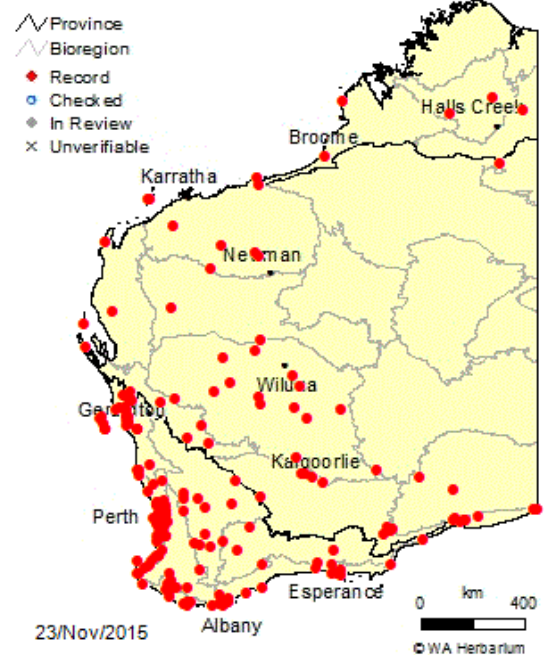 Province
Bioregion
Record
Checked
In Review
Unverifiable
Halls Creek
Broome
Karratha
Newman
Wiluna
Geraldton
Kalgoorlie
Perth
Esperance
Albany
0 km 400
23/Nov/2015
© WA Herbarium